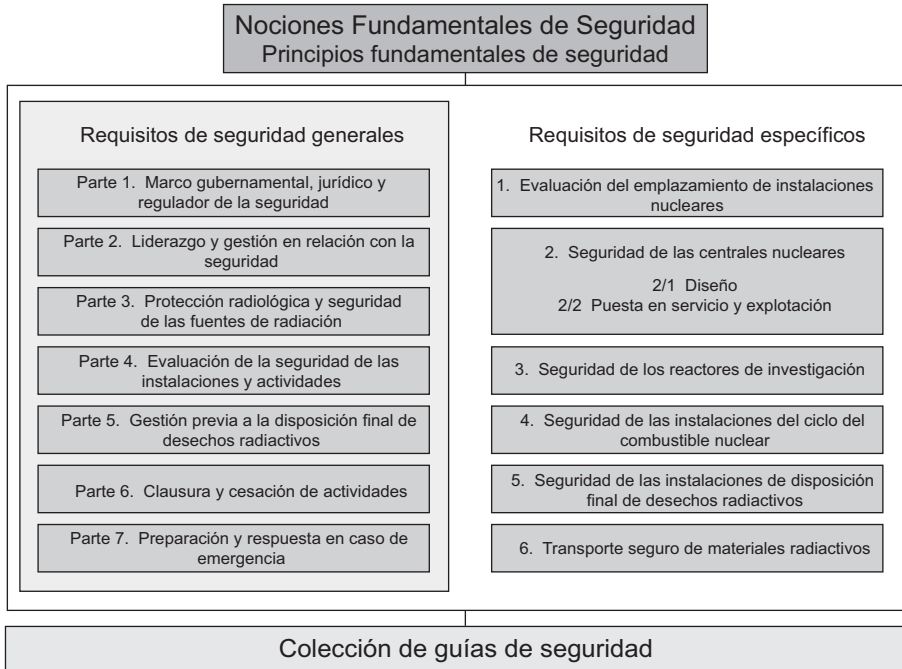 Nociones Fundamentales de Seguridad
Principios fundamentales de seguridad
Requisitos de seguridad generales
Parte 1. Marco gubernamental, jurídico y
regulador de la seguridad
Parte 2. Liderazgo y gestión en relación con la
seguridad
Parte 3. Protección radiológica y seguridad
de las fuentes de radiación
Parte 4. Evaluación de la seguridad de las
instalaciones y actividades
Parte 5. Gestión previa a la disposición final de
desechos radiactivos
Parte 6. Clausura y cesación de actividades
Parte 7. Preparación y respuesta en caso de
emergencia
Requisitos de seguridad específicos
1. Evaluación del emplazamiento de instalaciones
nucleares
2. Seguridad de las centrales nucleares
2/1 Diseño
2/2 Puesta en servicio y explotación
3. Seguridad de los reactores de investigación
4. Seguridad de las instalaciones del ciclo del
combustible nuclear
5. Seguridad de las instalaciones de disposición
final de desechos radiactivos
6. Transporte seguro de materiales radiactivos
Colección de guías de seguridad